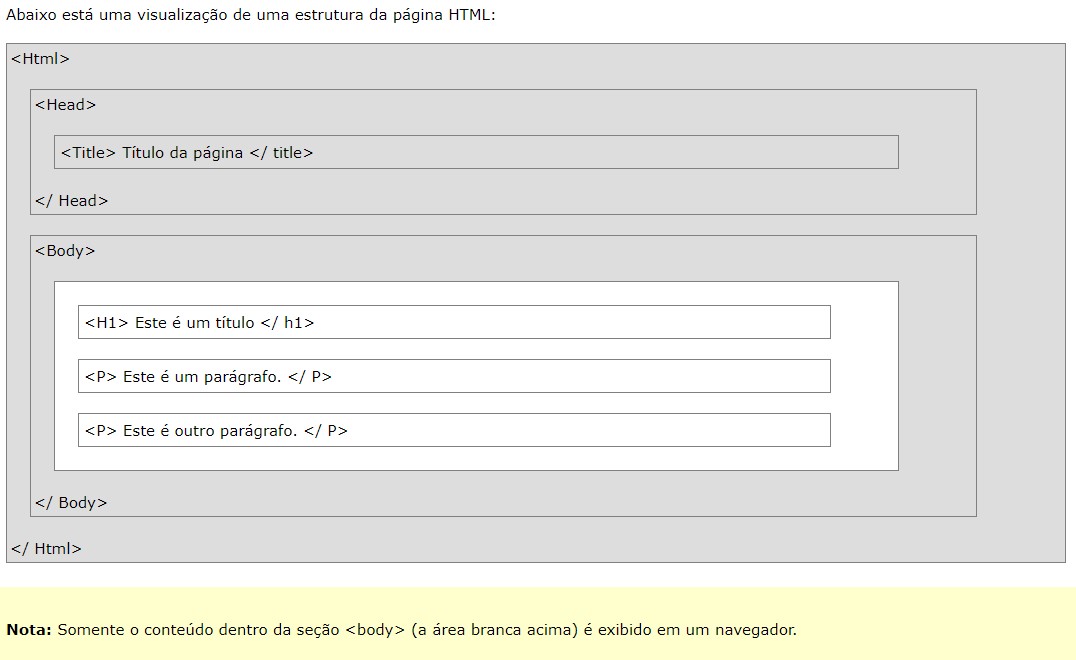 Abaixo está uma visualização de uma estrutura da página HTML:
<Html>
<Head>
<Title> Título da página </ title>
</ Head>
<Body>
<H1> Este é um título </ h1>
<P> Este é um parágrafo. </ P>
<P> Este é outro parágrafo. </ P>
</ Body>
</ Html>
Nota: Somente o conteúdo dentro da seção <body> (a área branca acima) é exibido em um navegador.